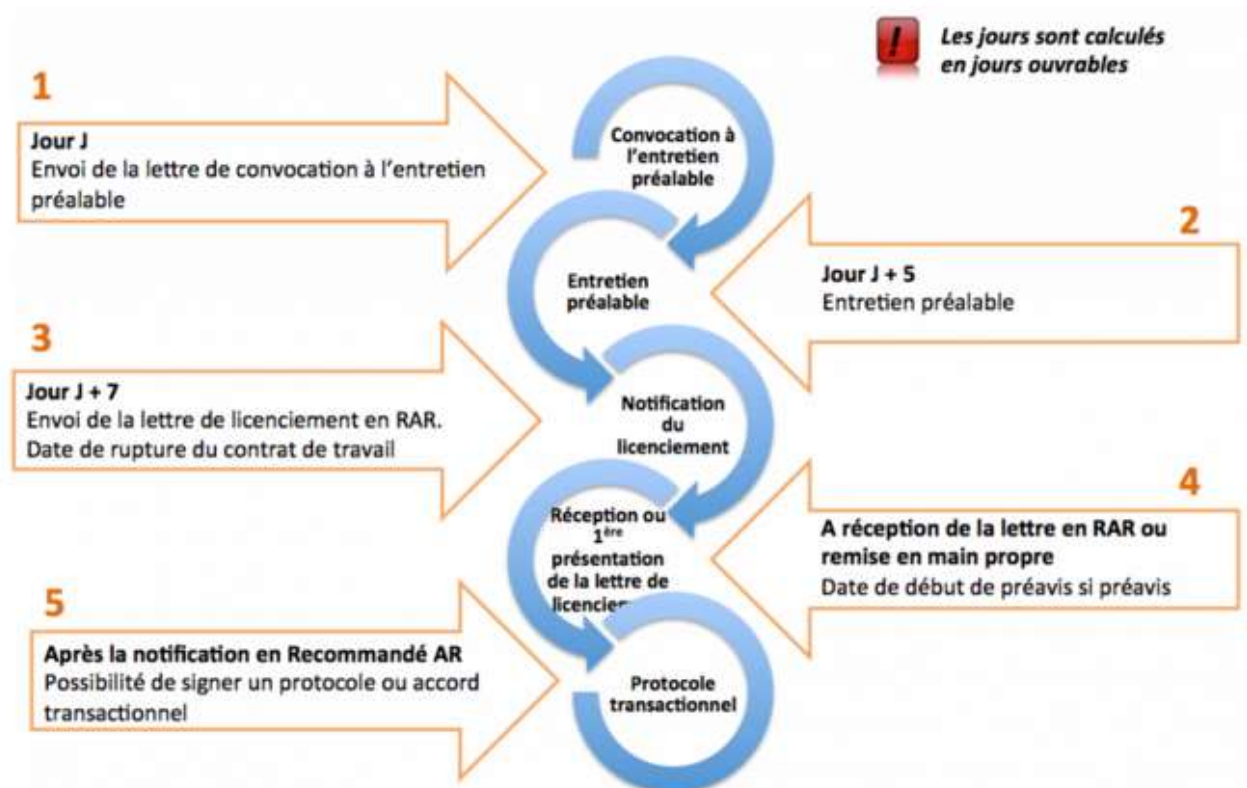 Les jours sont calculés
en jours ouvrables
1
Jour J
Envoi de la lettre de convocation à l'entretien
préalable
Convocation à
l'entretien
préalable
2
Jour J + 5
Entretien préalable
Entretien
préalable
3
Jour J + 7
Envoi de la lettre de licenciement en RAR.
Date de rupture du contrat de travail
Notification
du
licenciement
4
A réception de la lettre en RAR ou
remise en main propre
Date de début de préavis si préavis
Réception ou
1ère
présentation
de la lettre de
5
Après la notification en Recommandé AR
Possibilité de signer un protocole ou accord
transactionnel
Protocole
transactionnel